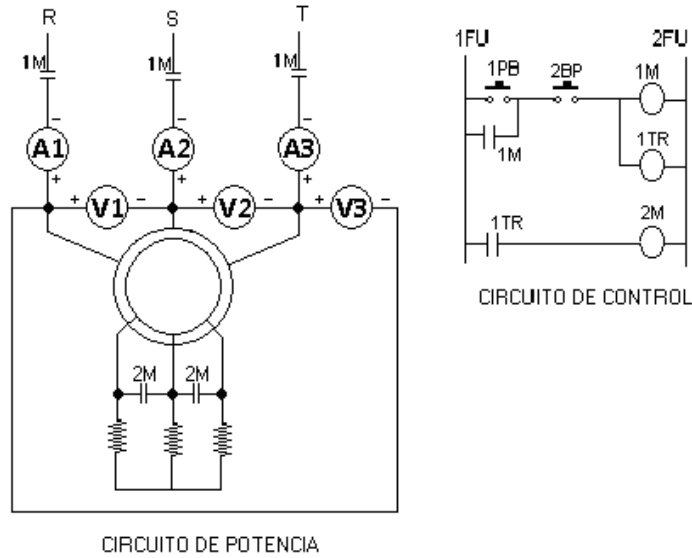 R S T
1M 1M 1M
A1 A2 A3
+ + +
+ V1 - + V2 - + V3 -
2M 2M
CIRCUITO DE POTENCIA
1FU 2FU
1PB 2BP 1M
1M
1TR
1TR 2M
CIRCUITO DE CONTROL